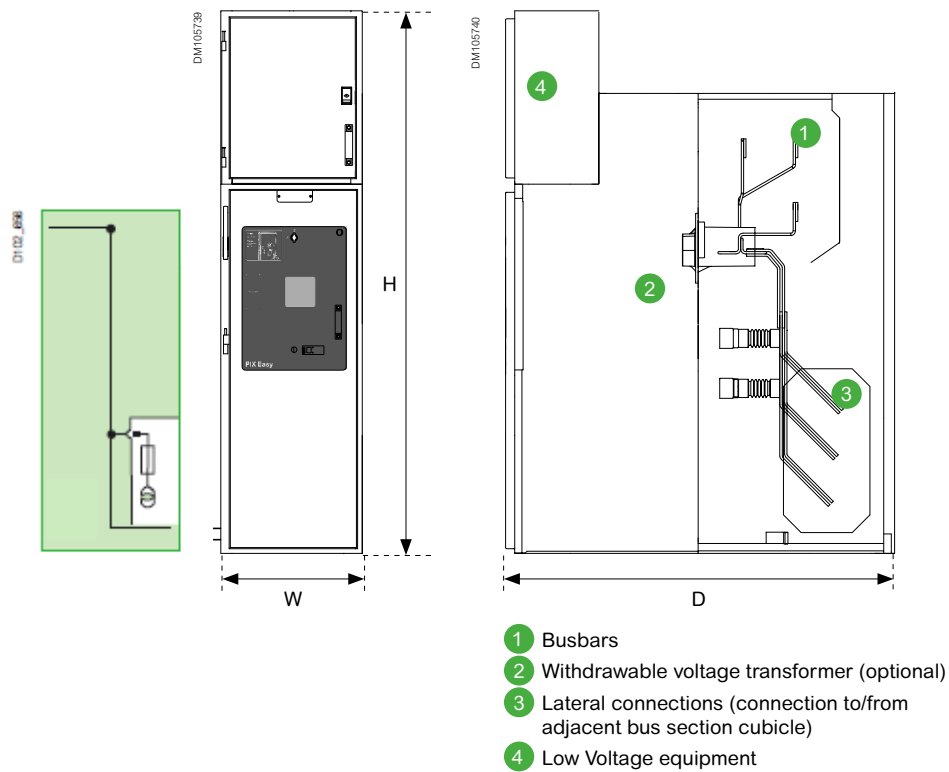 DM105739
DM105740
4
1
H
2
PIX Easy
3
W
D
1 Busbars
2 Withdrawable voltage transformer (optional)
3 Lateral connections (connection to/from
adjacent bus section cubicle)
4 Low Voltage equipment